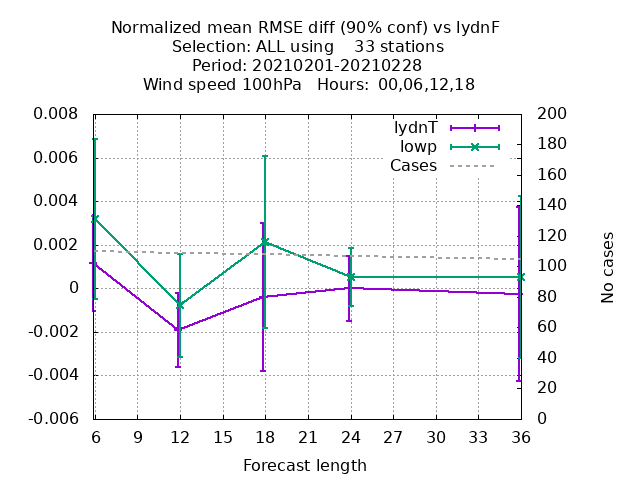 Normalized mean RMSE diff (90% conf) vs lydnF
Selection: ALL using 33 stations
Period: 20210201-20210228
Wind speed 100hPa Hours: 00,06,12,18
lydnT
lowp
Cases
0.008
0.006
0.004
0.002
0
-0.002
-0.004
-0.006
200
180
160
140
120
100
80
60
40
20
0
No cases
6 9 12 15 18 21 24 27 30 33 36
Forecast length